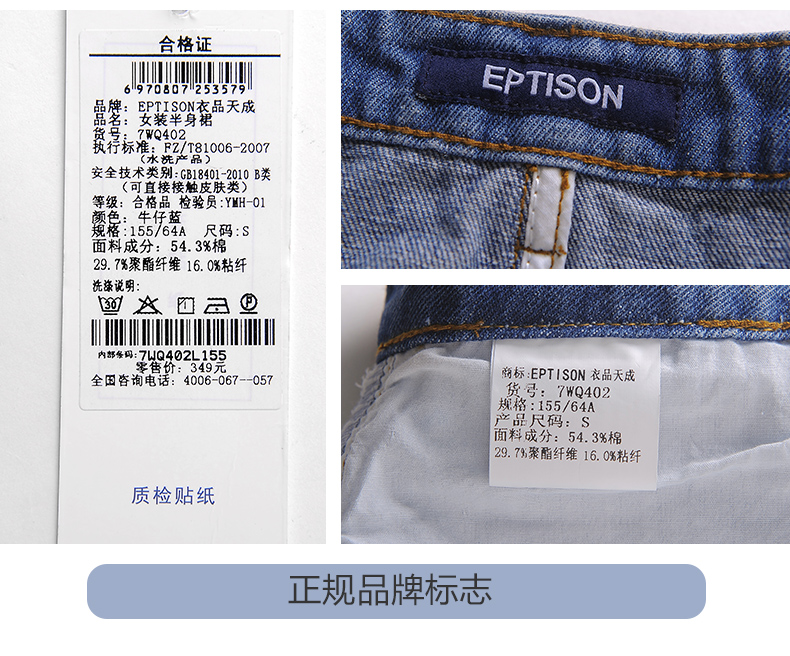 合格证
6 970807 253579
品牌: EPTISON衣品天成
品名: 女装半身裙
货号: 7WQ402
执行标准: FZ/T81006-2007
(水洗产品)
安全技术类别:GB18401-2010 B类
(可直接接触皮肤类)
等级: 合格品 检验员:YMH-01
颜色: 牛仔蓝
规格:155/64A 尺码:S
面料成分: 54.3%棉
29.7%聚酯纤维 16.0%粘纤
洗涤说明:
30
P
内部条码:7WQ402L155
零售价: 349元
全国咨询电话: 4006-067--057
质检贴纸
EPTISON
商标:EPTISON 衣品天成
货号: 7WQ402
规格:155/64A
产品尺码: S
面料成分: 54.3%棉
29.7%聚酯纤维 16.0%粘纤
正规品牌标志